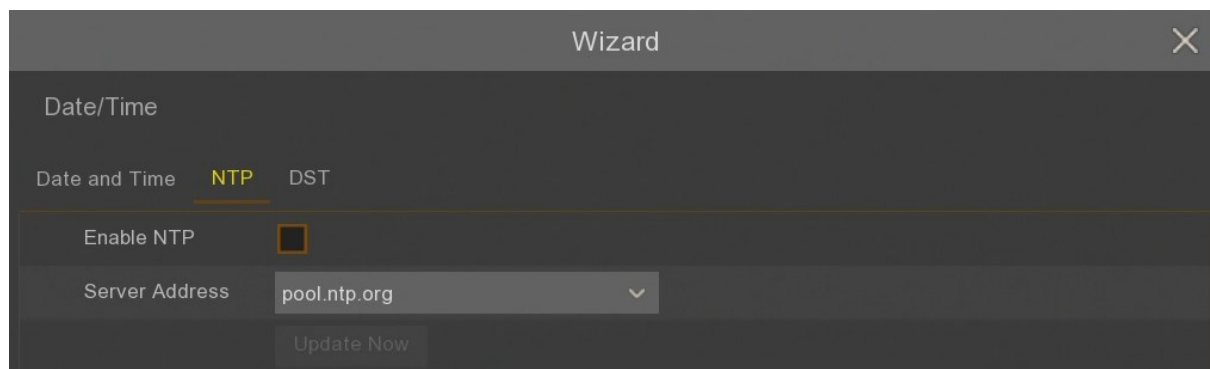 Wizard
Date/Time
Date and Time NTP DST
Enable NTP
Server Address pool.ntp.org
Update Now